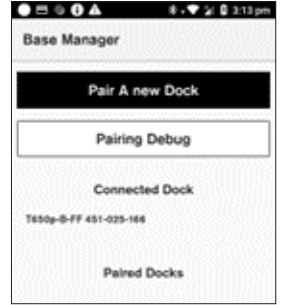 3:13 pm
Base Manager
Pair A new Dock
Pairing Debug
Connected Dock
T650p-B-FF 451-025-166
Paired Docks